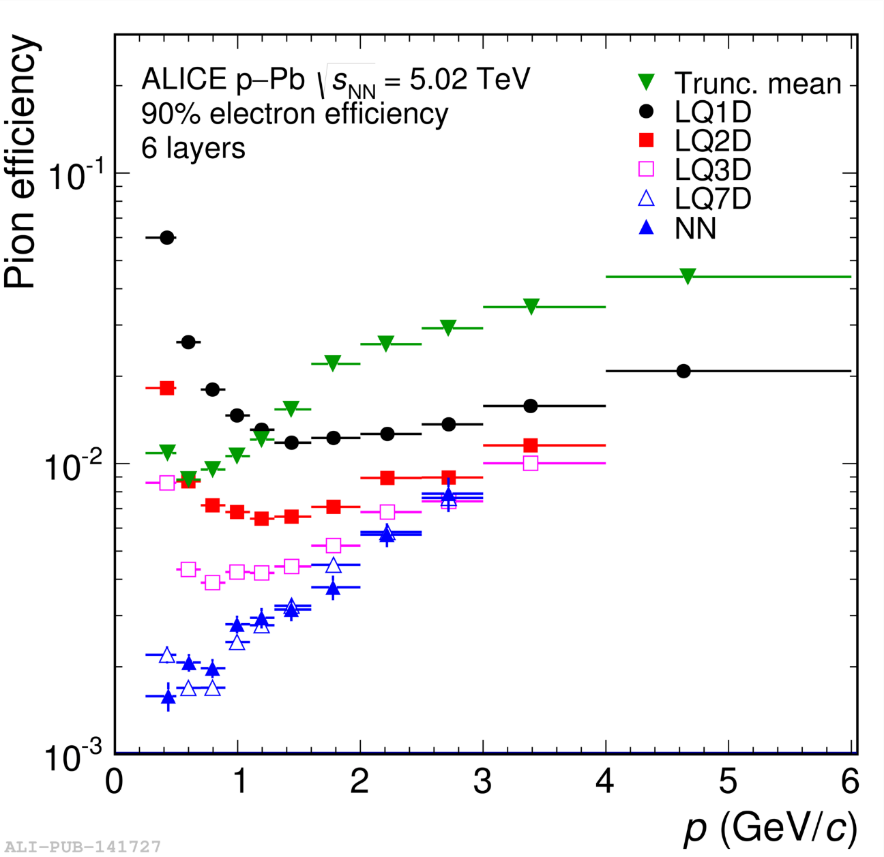 Pion efficiency
ALICE p–Pb √sNN = 5.02 TeV
90% electron efficiency
6 layers
Trunc. mean
LQ1D
LQ2D
LQ3D
LQ7D
NN
10-1
10-2
10-3
0 1 2 3 4 5 6
p (GeV/c)
ALI-PUB-141727